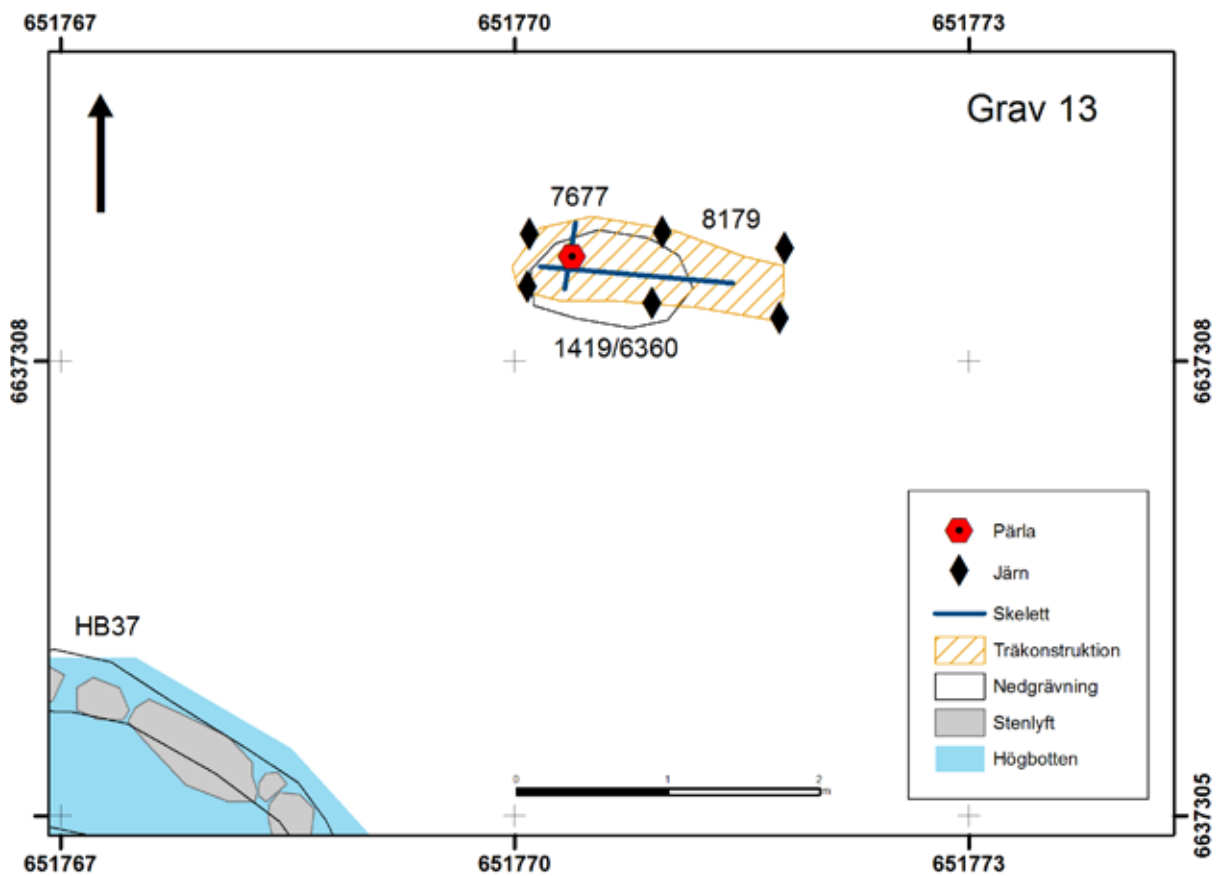 651767 651770 651773
Grav 13
7677
8179
1419/6360
6637308 6637308
HB37
Pärla
Järn
Skelett
Träkonstruktion
Nedgrävning
Stenlyft
Högbotten
0 1 2
m
6637305
651767 651770 651773